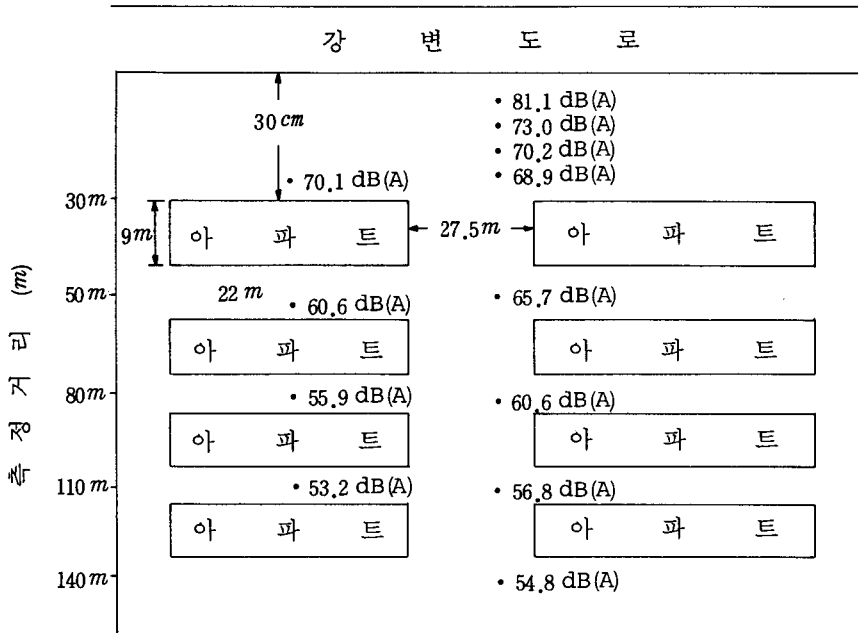 강 변 도 로
• 81.1 dB(A)
• 73.0 dB(A)
• 70.2 dB(A)
• 68.9 dB(A)
30 cm
• 70.1 dB(A)
30 m
9 m
아 파 트
27.5 m
아 파 트
50 m
22 m
• 60.6 dB(A)
• 65.7 dB(A)
아 파 트
아 파 트
80 m
• 55.9 dB(A)
• 60.6 dB(A)
아 파 트
아 파 트
110 m
• 53.2 dB(A)
• 56.8 dB(A)
아 파 트
아 파 트
140 m
• 54.8 dB(A)
측 정 거 리 (m)